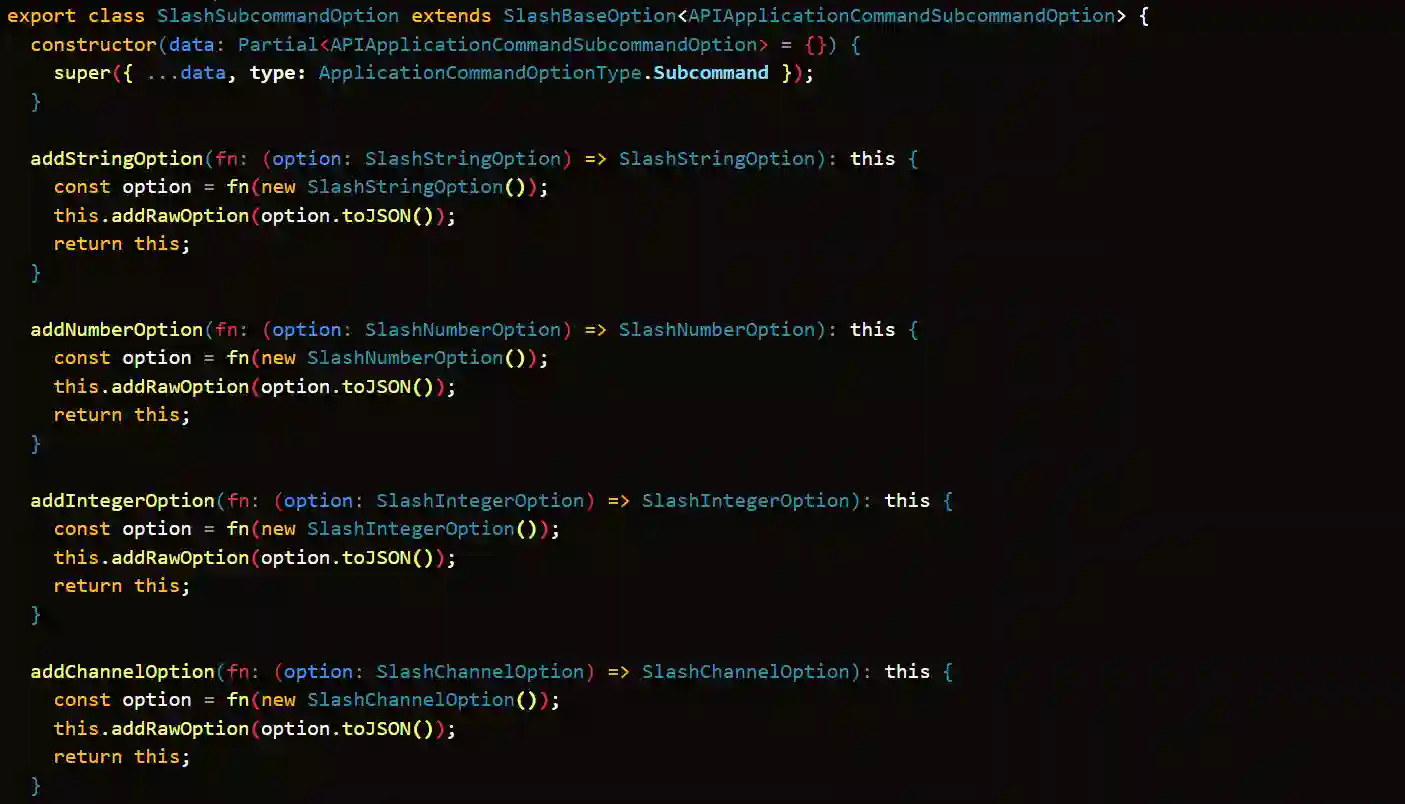 export class SlashSubcommandOption extends SlashBaseOption<APIApplicationCommandSubcommandOption> {
  constructor(data: Partial<APIApplicationCommandSubcommandOption> = {}) {
    super({ ...data, type: ApplicationCommandOptionType.Subcommand });
  }

  addStringOption(fn: (option: SlashStringOption) => SlashStringOption): this {
    const option = fn(new SlashStringOption());
    this.addRawOption(option.toJSON());
    return this;
  }

  addNumberOption(fn: (option: SlashNumberOption) => SlashNumberOption): this {
    const option = fn(new SlashNumberOption());
    this.addRawOption(option.toJSON());
    return this;
  }

  addIntegerOption(fn: (option: SlashIntegerOption) => SlashIntegerOption): this {
    const option = fn(new SlashIntegerOption());
    this.addRawOption(option.toJSON());
    return this;
  }

  addChannelOption(fn: (option: SlashChannelOption) => SlashChannelOption): this {
    const option = fn(new SlashChannelOption());
    this.addRawOption(option.toJSON());
    return this;
  }